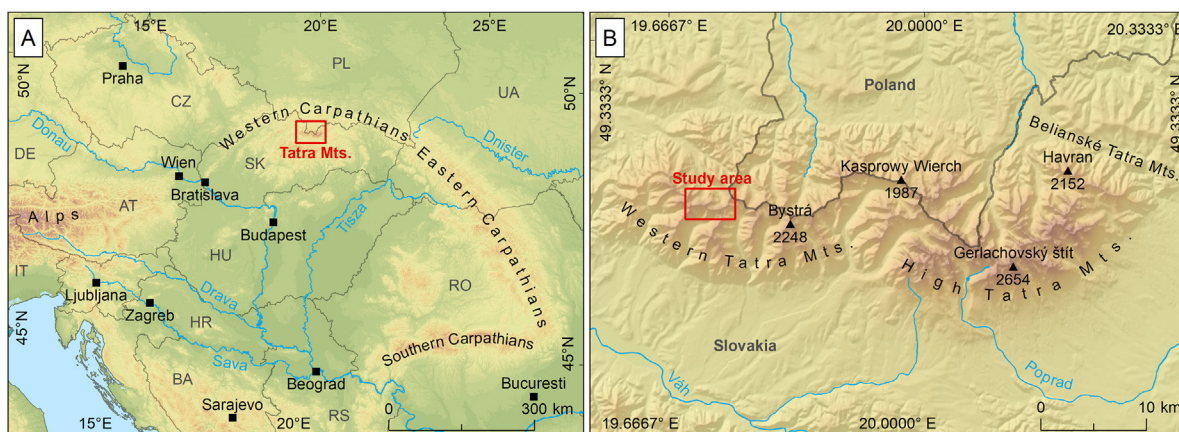 A
15°E
20°E
25°E
50°N
50°N
PL
UA
Praha
CZ
Western Carpathians
Donau
Dnister
DE
Wien
SK
Tatra Mts.
Bratislava
Eastern Carpathians
Alps
AT
Budapest
Tisza
HU
IT
RO
Ljubljana
Drava
Zagreb
HR
45°N
Southern Carpathians
45°N
Sava
BA
Beograd
Bucuresti
Sarajevo
RS
0
300 km
15°E
20°E
B
19.6667°
20.0000° E
20.3333° E
49.3333° N
49.3333° N
Poland
Belianské Tatra Mts.
Kasprowy Wierch
1987
Havran
2152
Study area
Bystrá
2248
Western Tatra Mts.
Gerlachovský štít
2654
High Tatra Mts.
Slovakia
Váh
Poprad
19.6667° E
20.0000° E
0
10 km